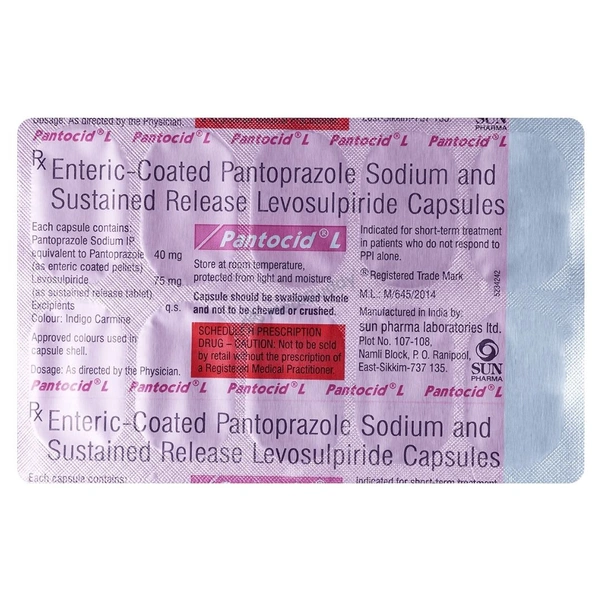 Dosage: As directed by the Physician.
East-Sikkim-737 135.
SUN
PHARMA
Pantocid® L Pantocid® L Pantocid® L Pantocid® L Pantocid® L
Rx Enteric-Coated Pantoprazole Sodium and
Sustained Release Levosulpiride Capsules
Each capsule contains:
Pantoprazole Sodium IP
equivalent to Pantoprazole 40 mg
(as enteric coated pellets)
Levosulpiride 75 mg
(as sustained release tablet)
Excipients q.s.
Colour: Indigo Carmine
Approved colours used in
capsule shell.
Dosage: As directed by the Physician.
Pantocid® L
Store at room temperature,
protected from light and moisture.
Capsule should be swallowed whole
and not to be chewed or crushed.
SCHEDULE H PRESCRIPTION
DRUG – CAUTION: Not to be sold
by retail without the prescription of
a Registered Medical Practitioner.
Indicated for short-term treatment
in patients who do not respond to
PPI alone.
® Registered Trade Mark
M.L.: M/645/2014
Manufactured in India by:
sun pharma laboratories ltd.
Plot No. 107-108,
Namli Block, P. O. Ranipool,
East-Sikkim-737 135.
SUN
PHARMA
5234242
Pantocid® L Pantocid® L Pantocid® L Pantocid® L Pantocid® L
Rx Enteric-Coated Pantoprazole Sodium and
Sustained Release Levosulpiride Capsules
Each capsule contains:
Indicated for short-term treatment